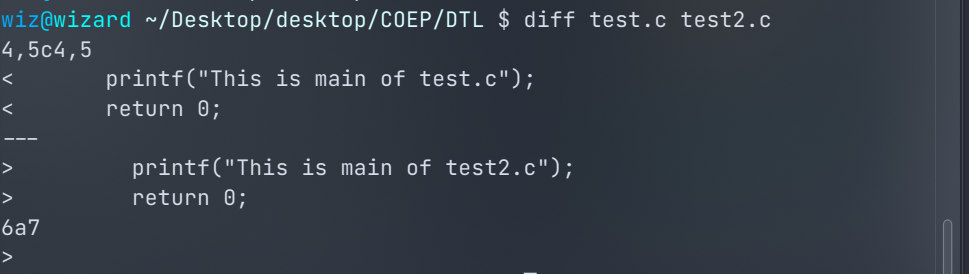 wiz@wizard ~/Desktop/desktop/COEP/DTL $ diff test.c test2.c
4,5c4,5
<       printf("This is main of test.c");
<       return 0;
---
>         printf("This is main of test2.c");
>         return 0;
6a7
>